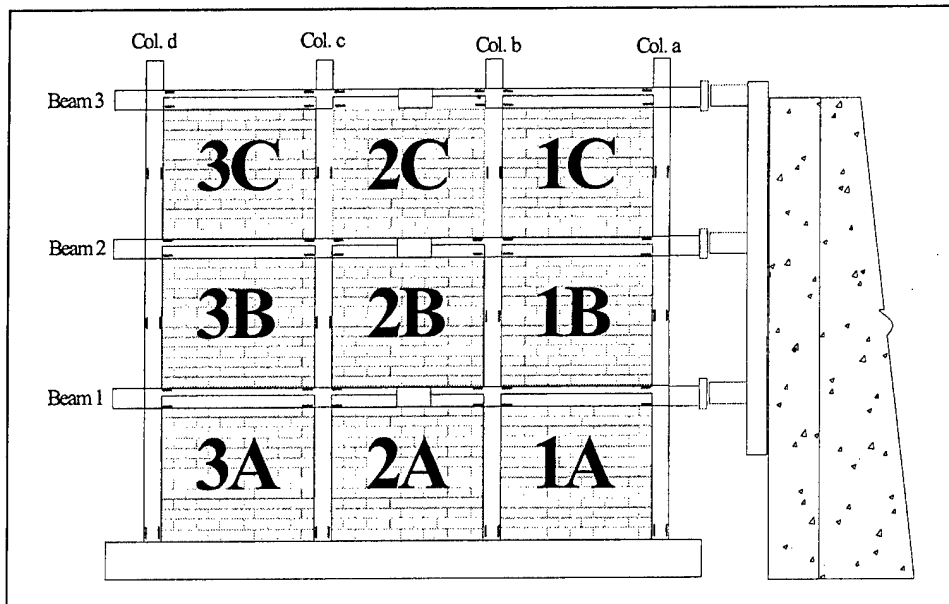 Col. d Col. c Col. b Col. a
Beam 3
3C 2C 1C
Beam 2
3B 2B 1B
Beam 1
3A 2A 1A